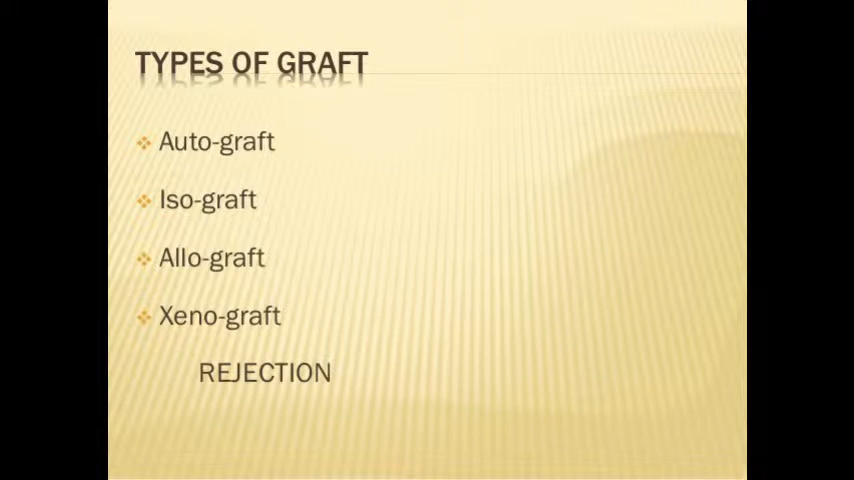 TYPES OF GRAFT
Auto-graft
Iso-graft
Allo-graft
Xeno-graft
REJECTION